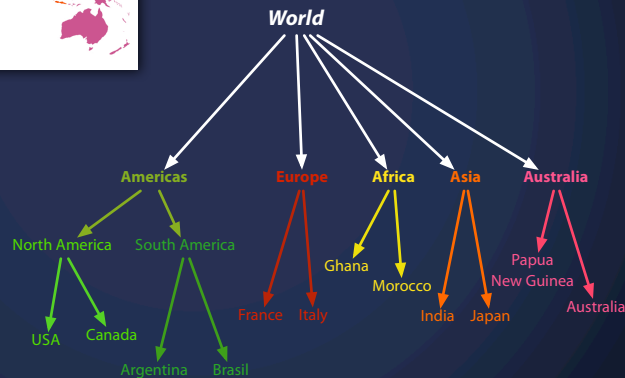 World
Americas
Europe
Africa
Asia
Australia
North America
South America
Ghana
Papua
New Guinea
Morocco
Australia
France
Italy
India
Japan
USA
Canada
Argentina
Brasil